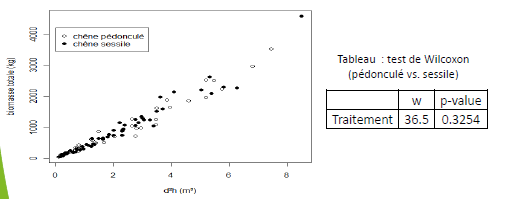 chêne pédonculé
chêne sessile
biomasse totale (kg)
0 1000 2000 3000 4000
0 2 4 6 8
d²h (m³)
Tableau : test de Wilcoxon
(pédonculé vs. sessile)
w p-value
Traitement 36.5 0.3254